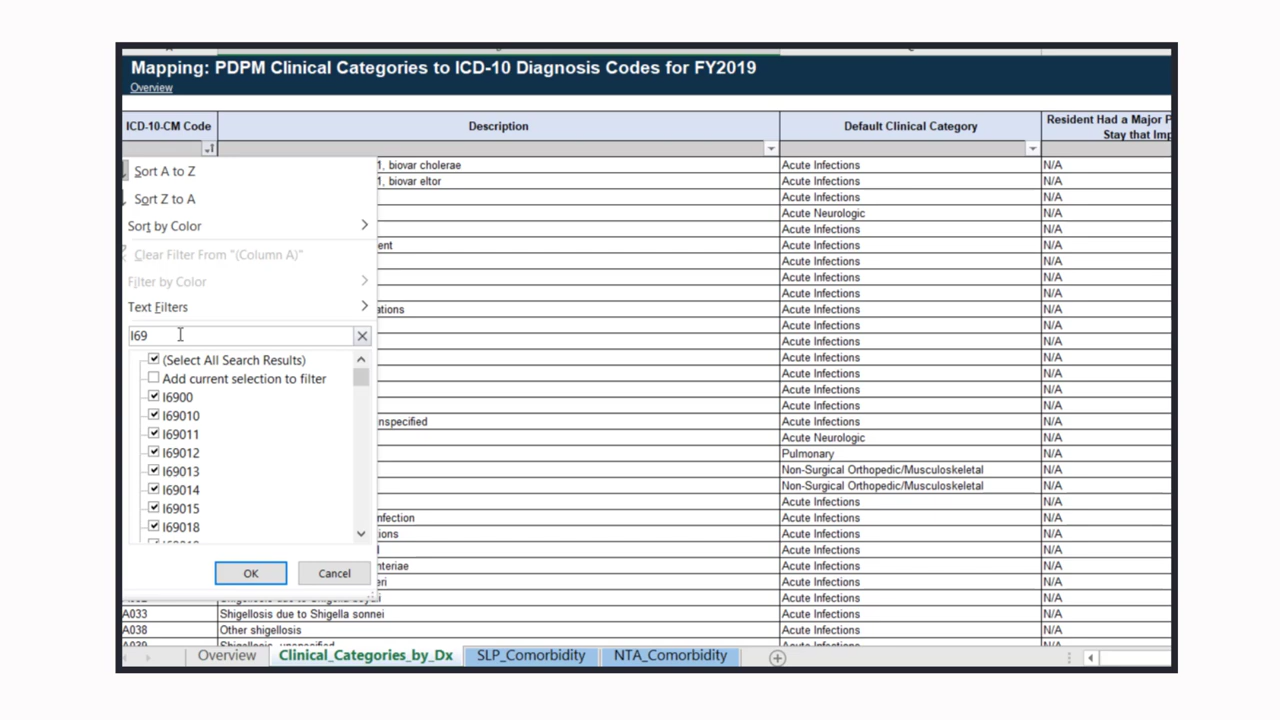 Mapping: PDPM Clinical Categories to ICD-10 Diagnosis Codes for FY2019
Overview
ICD-10-CM Code Description Default Clinical Category Resident Had a Major
Stay that
1, biovar cholerae Acute Infections N/A
1, biovar eltor Acute Infections N/A
Acute Infections N/A
Acute Neurologic N/A
Acute Infections N/A
ent Acute Infections N/A
Acute Infections N/A
Acute Infections N/A
Acute Infections N/A
ations Acute Infections N/A
Acute Infections N/A
Acute Infections N/A
Acute Infections N/A
Acute Infections N/A
Acute Infections N/A
Acute Infections N/A
nspecified Acute Infections N/A
Acute Neurologic N/A
Pulmonary N/A
Non-Surgical Orthopedic/Musculoskeletal N/A
Non-Surgical Orthopedic/Musculoskeletal N/A
Acute Infections N/A
nfection Acute Infections N/A
ions Acute Infections N/A
Acute Infections N/A
nteriae Acute Infections N/A
eri Acute Infections N/A
Acute Infections N/A
A033 Shigellosis due to Shigella sonnei Acute Infections N/A
A038 Other shigellosis Acute Infections N/A
A039 Shigellosis, unspecified Acute Infections N/A
Sort A to Z
Sort Z to A
Sort by Color
Clear Filter From "(Column A)"
Filter by Color
Text Filters
I69
(Select All Search Results)
Add current selection to filter
I6900
I69010
I69011
I69012
I69013
I69014
I69015
I69018
OK Cancel
Overview Clinical_Categories_by_Dx SLP_Comorbidity NTA_Comorbidity